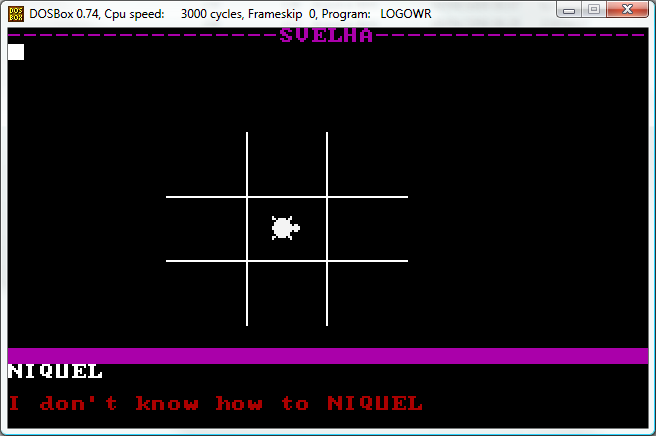 DOSBox 0.74, Cpu speed: 3000 cycles, Frameskip 0, Program: LOGOWR
SVELHA
NIQUEL
I don't know how to NIQUEL